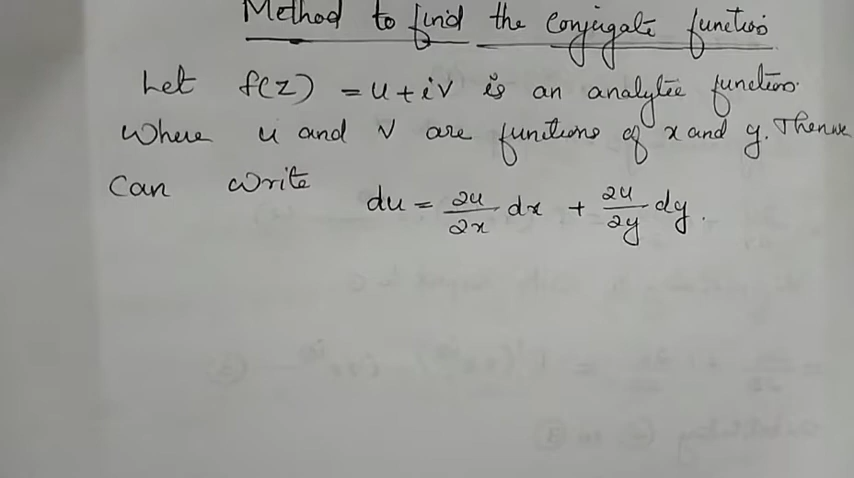 Method to find the conjugate function
Let f(z) = u + iv is an analytic function.
Where u and v are functions of x and y. Then we
can write du = ∂u/∂x dx + ∂u/∂y dy.